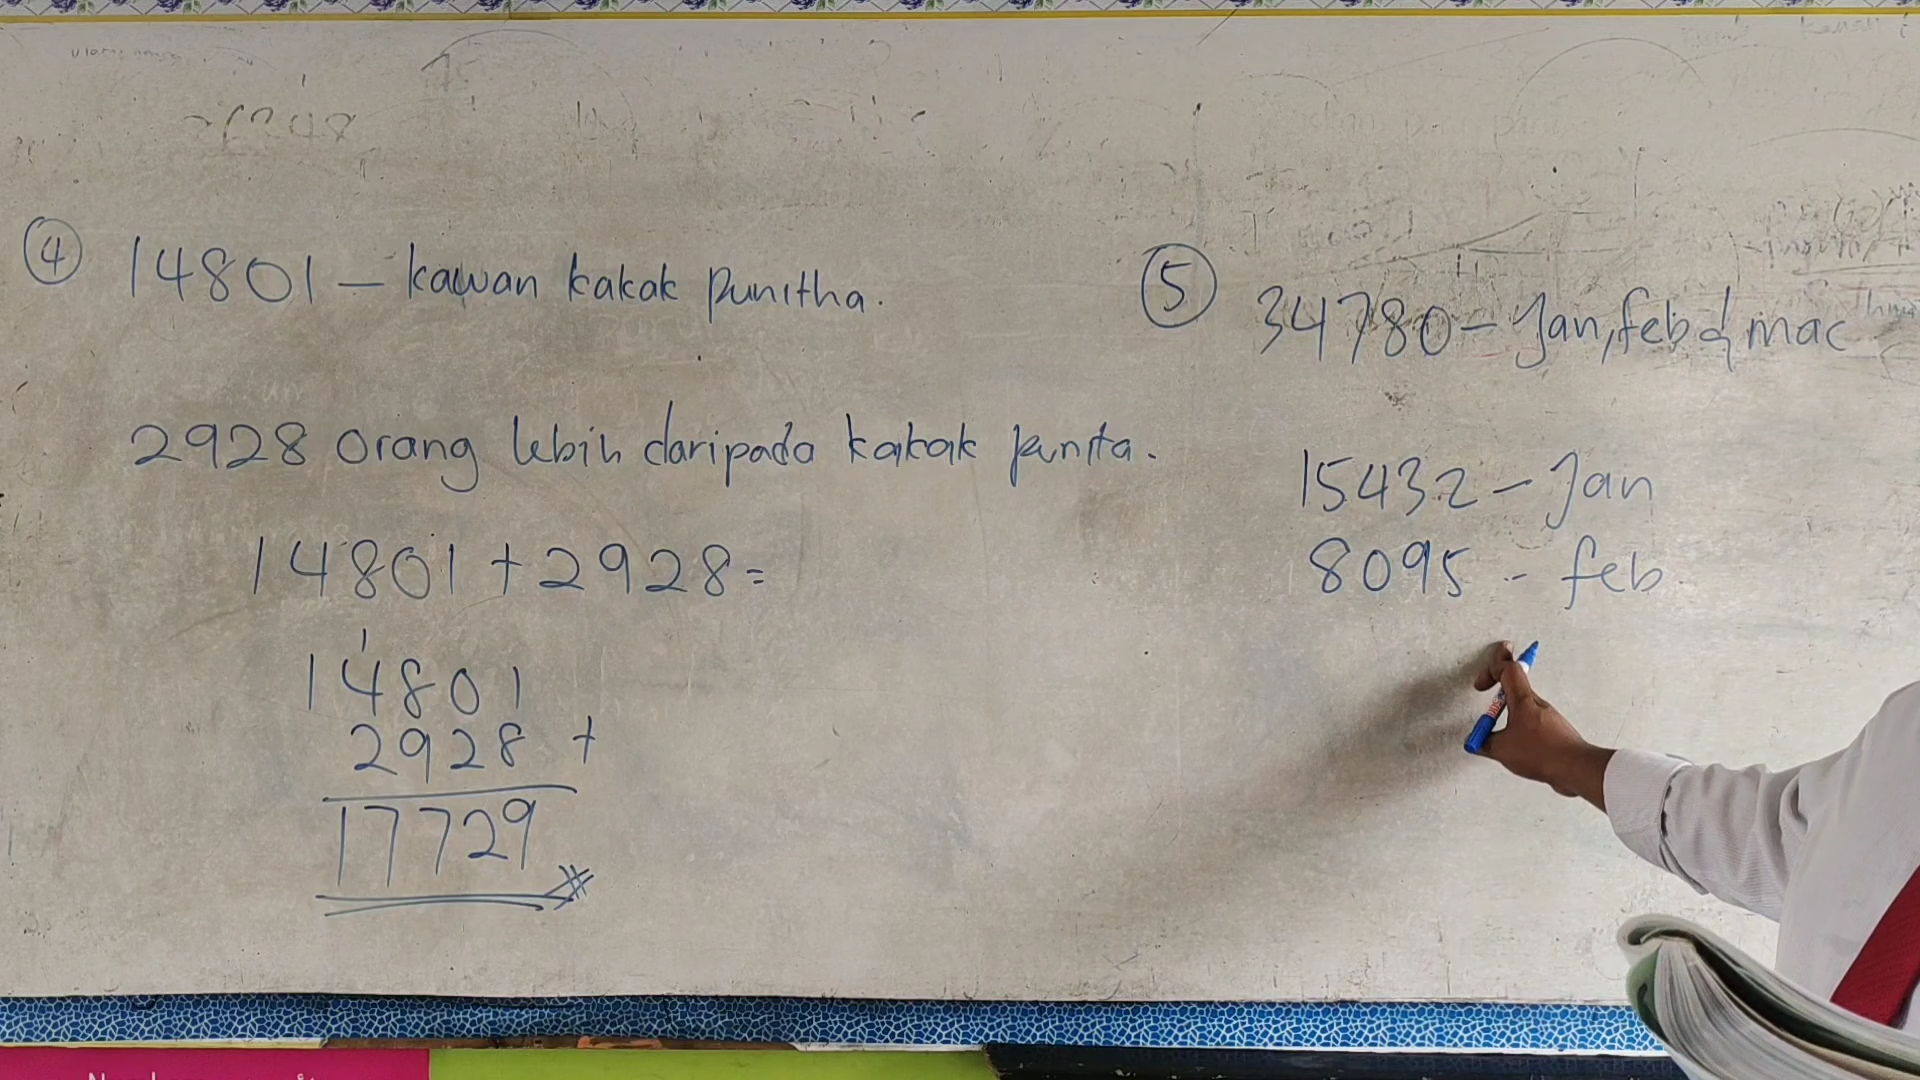 ④ 14801 – kawan kakak Punitha.
2928 orang lebih daripada kakak punita.
14801 + 2928 =
1
14801
2928 +
17729
⑤ 34780 – Jan, feb & mac
15432 – Jan
8095 – feb